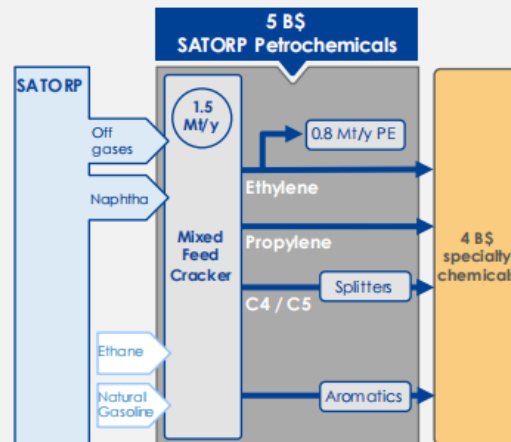 5 B$
SATORP Petrochemicals
SATORP
1.5
Mt/y
Off
gases
0.8 Mt/y PE
Ethylene
Naphtha
Propylene
Mixed
Feed
Cracker
4 B$
specialty
chemicals
Splitters
C4 / C5
Ethane
Natural
Gasoline
Aromatics